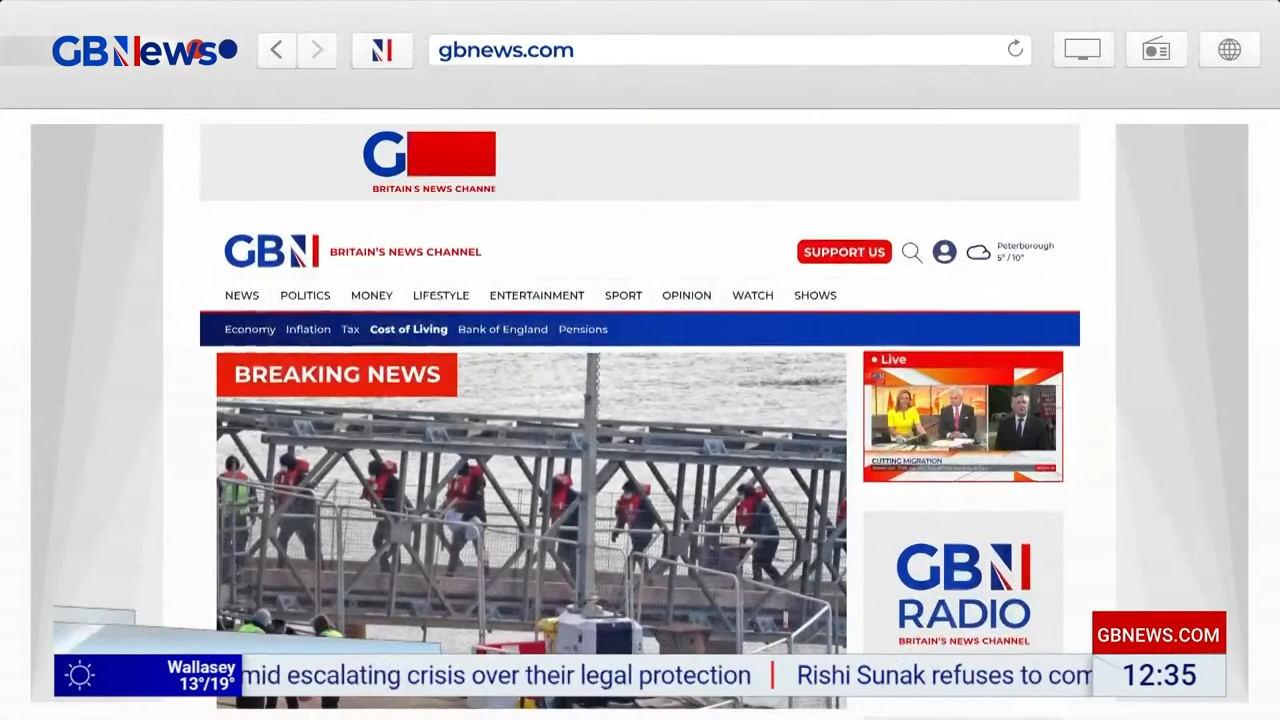 GBNews
gbnews.com
G
BRITAIN'S NEWS CHANNE
GBN BRITAIN'S NEWS CHANNEL
SUPPORT US
Peterborough
5°/10°
NEWS POLITICS MONEY LIFESTYLE ENTERTAINMENT SPORT OPINION WATCH SHOWS
Economy Inflation Tax Cost of Living Bank of England Pensions
BREAKING NEWS
Live
CUTTING MIGRATION
GBN
RADIO
BRITAIN'S NEWS CHANNEL
GBNEWS.COM
Wallasey
13°/19°
mid escalating crisis over their legal protection | Rishi Sunak refuses to com
12:35